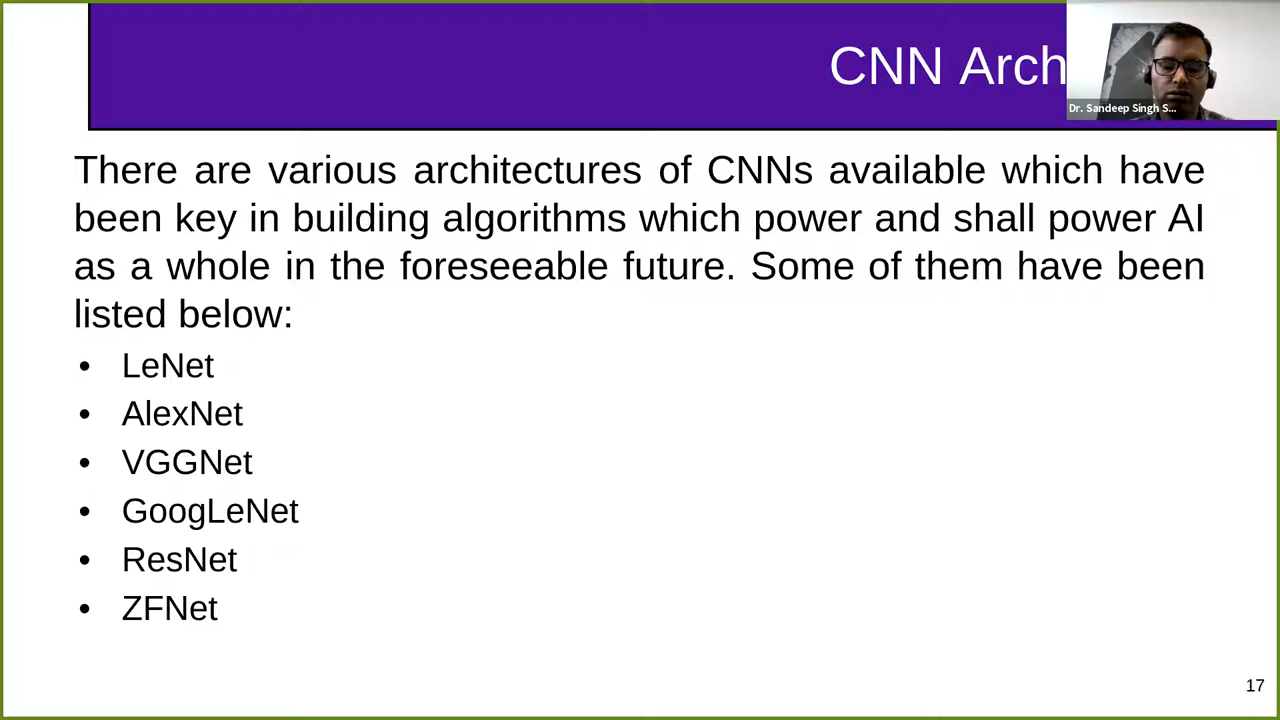 CNN Arch
Dr. Sandeep Singh S...
There are various architectures of CNNs available which have
been key in building algorithms which power and shall power AI
as a whole in the foreseeable future. Some of them have been
listed below:
• LeNet
• AlexNet
• VGGNet
• GoogLeNet
• ResNet
• ZFNet
17